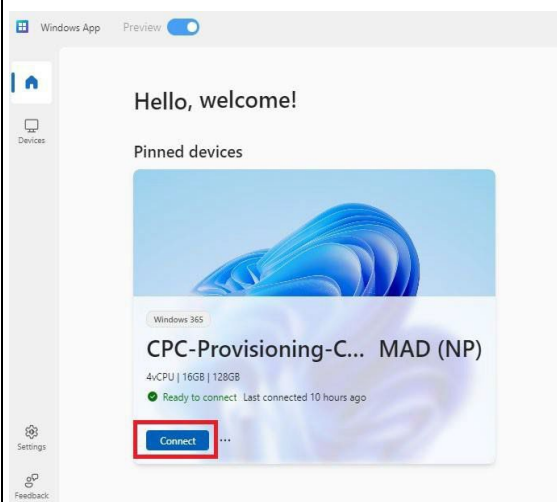 Windows App Preview
Hello, welcome!
Devices
Pinned devices
Windows 365
CPC-Provisioning-C... MAD (NP)
4vCPU | 16GB | 128GB
Ready to connect Last connected 10 hours ago
Connect ...
Settings
Feedback